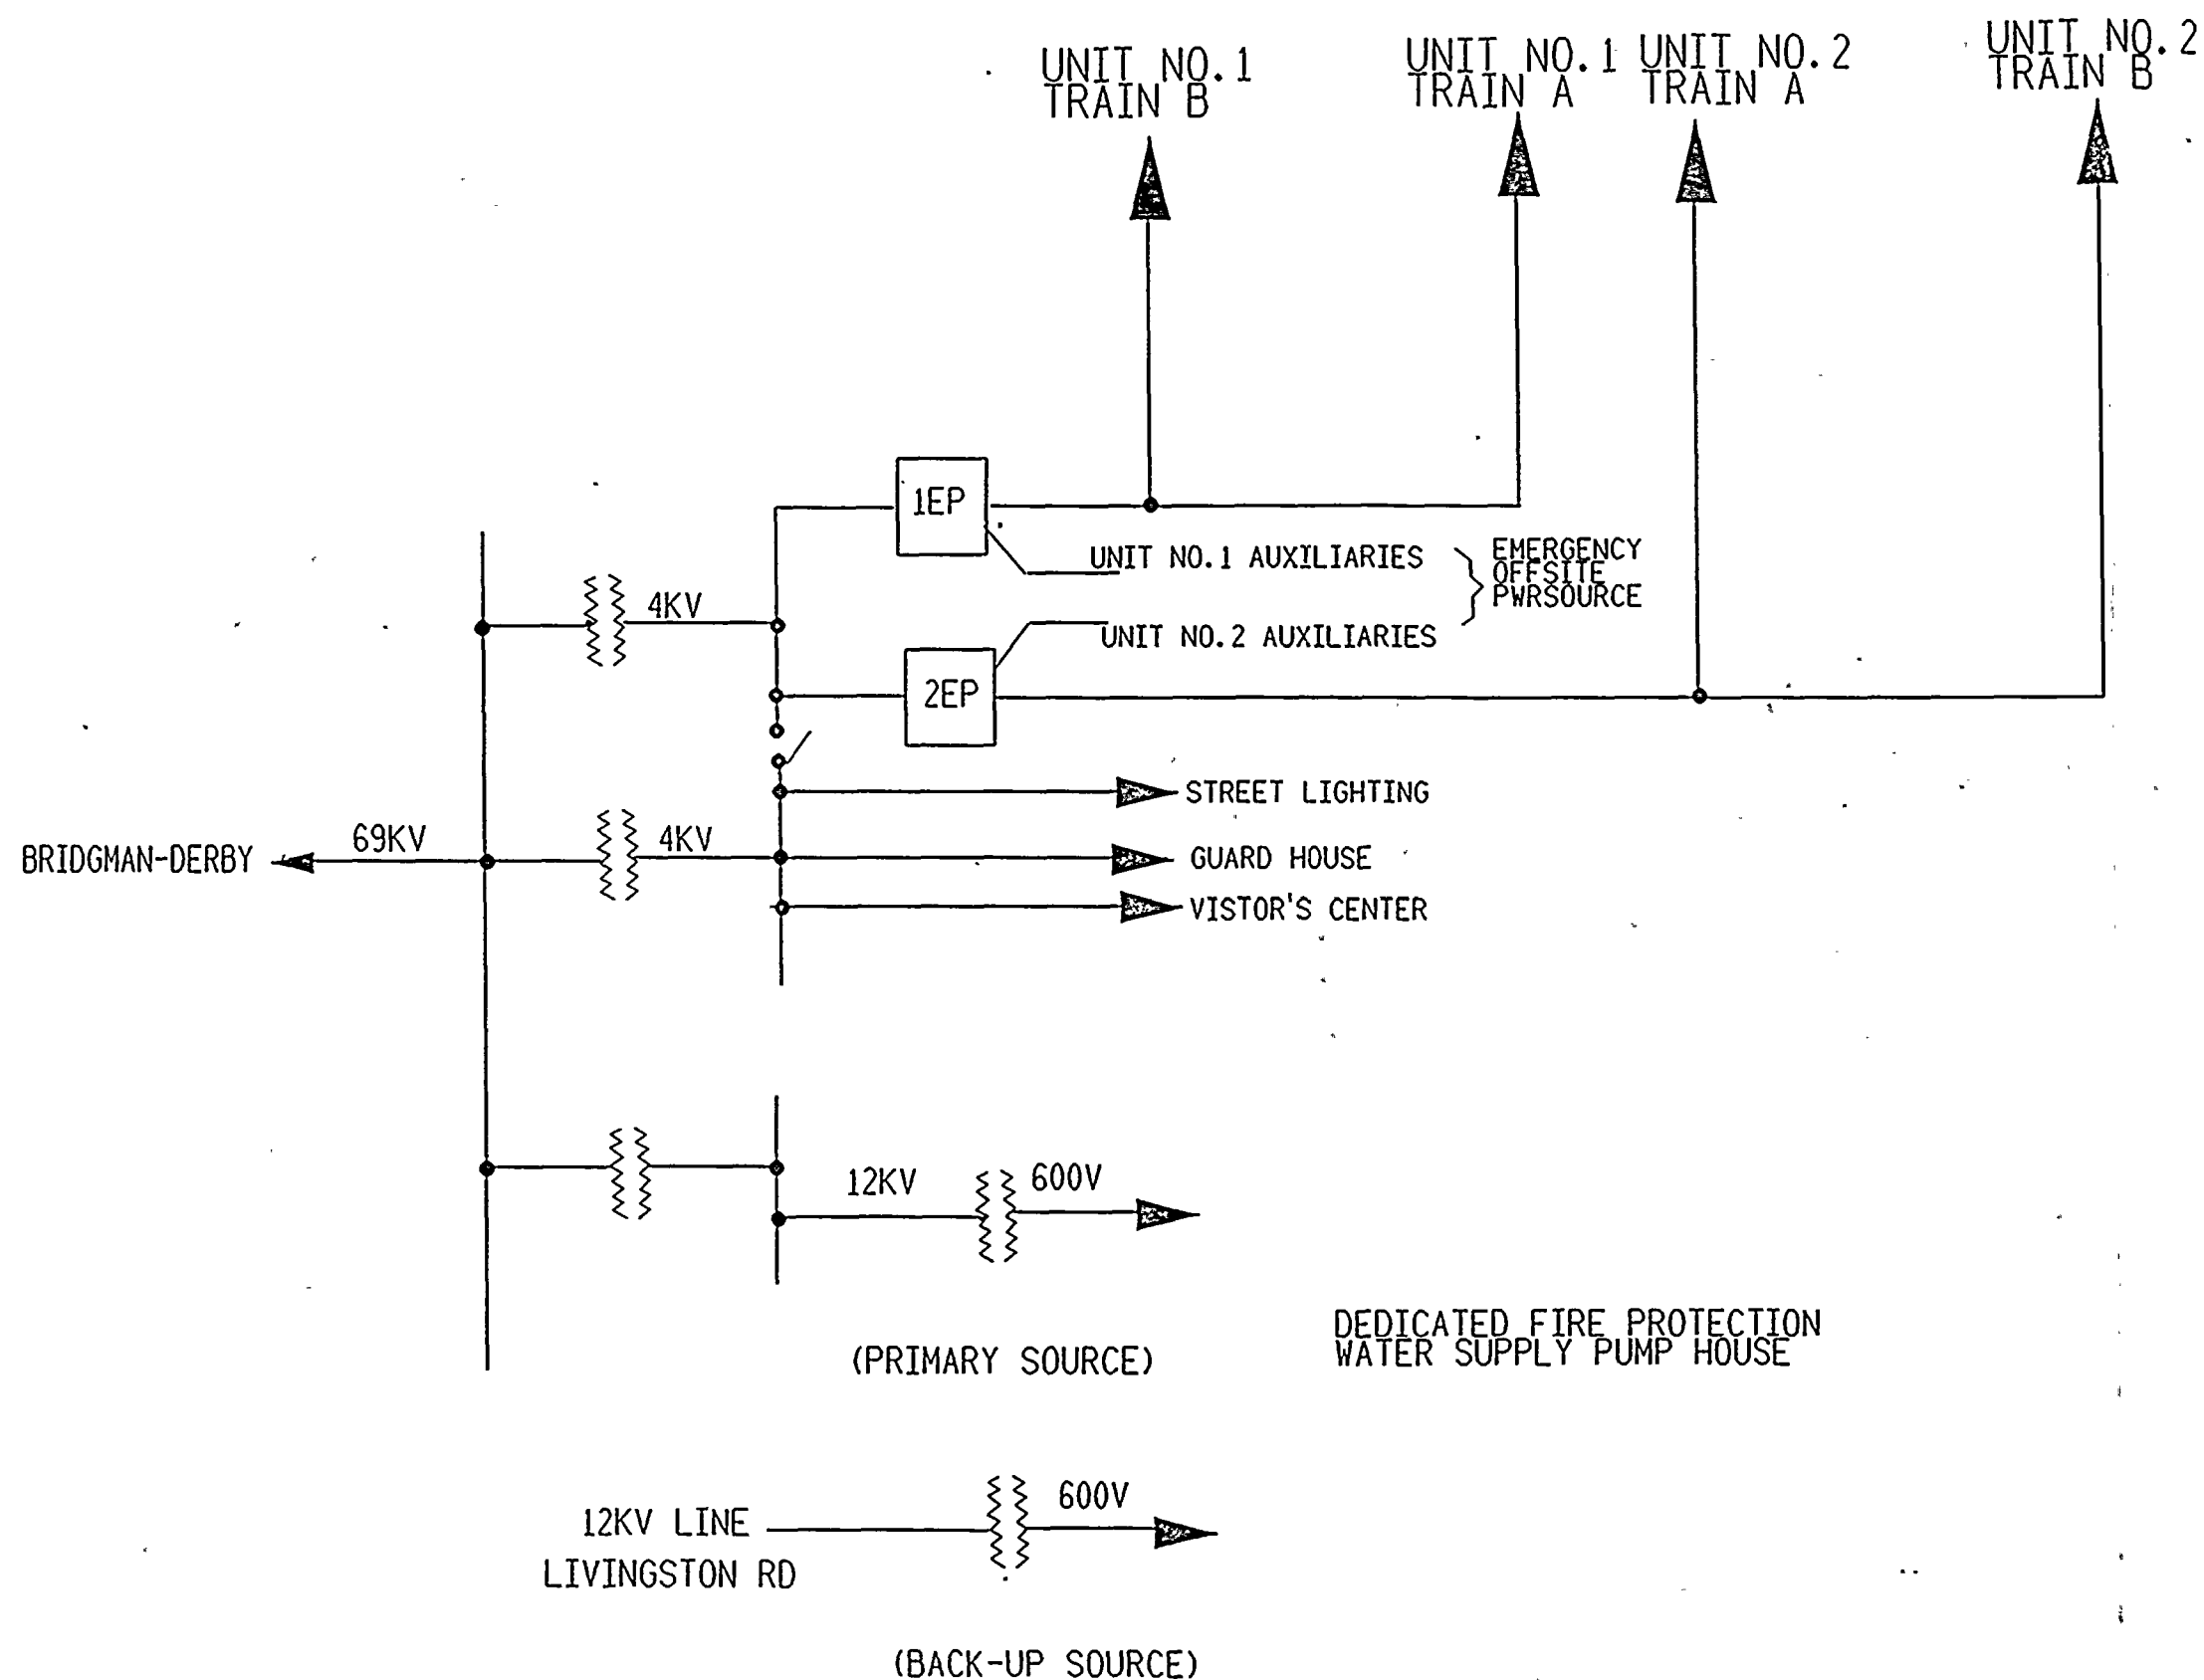 UNIT NO.1
TRAIN B
UNIT NO.1
TRAIN A
UNIT NO.2
TRAIN A
UNIT NO.2
TRAIN B
1EP
UNIT NO.1 AUXILIARIES
EMERGENCY
OFFSITE
PWRSOURCE
4KV
UNIT NO.2 AUXILIARIES
2EP
STREET LIGHTING
BRIDGMAN-DERBY
69KV
4KV
GUARD HOUSE
VISTOR'S CENTER
12KV
600V
(PRIMARY SOURCE)
DEDICATED FIRE PROTECTION
WATER SUPPLY PUMP HOUSE
12KV LINE
LIVINGSTON RD
600V
(BACK-UP SOURCE)